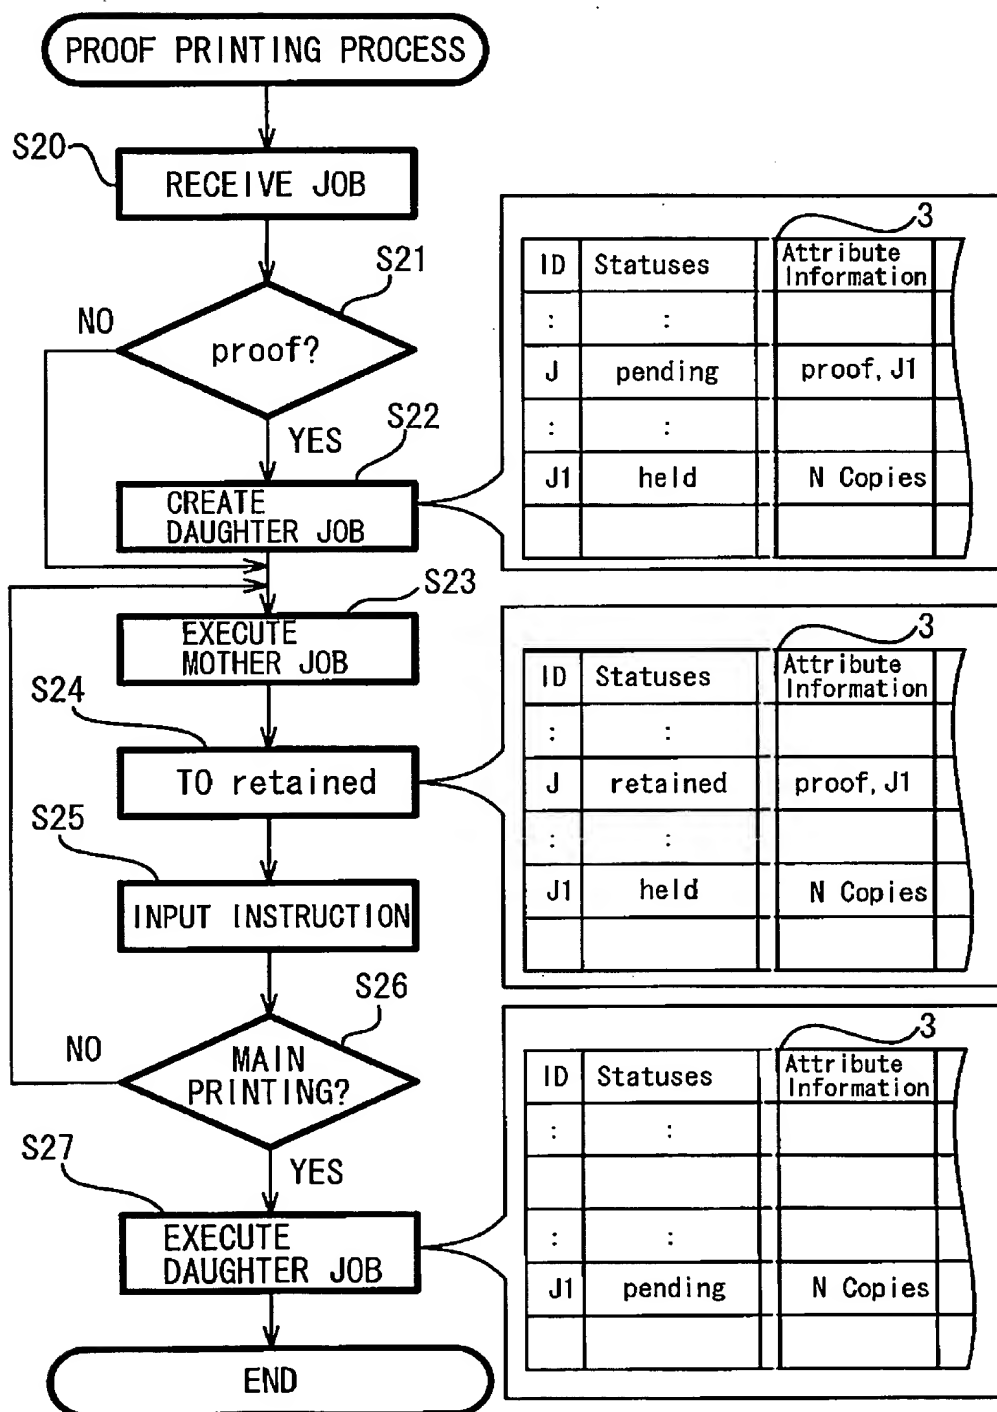 PROOF PRINTING PROCESS
S20
RECEIVE JOB
S21
NO
proof?
YES
S22
CREATE
DAUGHTER JOB
3
ID Statuses Attribute
Information
: :
J pending proof, J1
: :
J1 held N Copies
S23
EXECUTE
MOTHER JOB
S24
TO retained
3
ID Statuses Attribute
Information
: :
J retained proof, J1
: :
J1 held N Copies
S25
INPUT INSTRUCTION
S26
NO
MAIN
PRINTING?
YES
S27
EXECUTE
DAUGHTER JOB
3
ID Statuses Attribute
Information
: :
: :
J1 pending N Copies
END